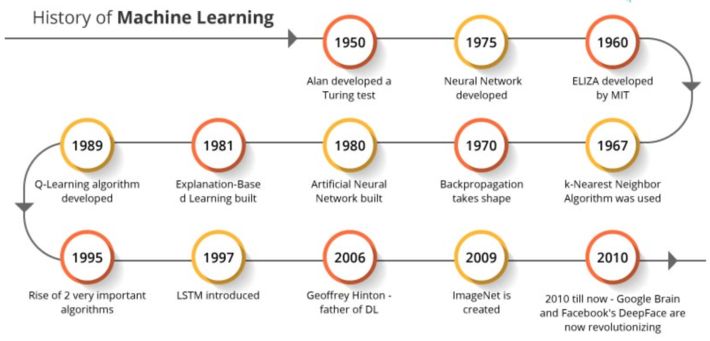 History of Machine Learning
1950
Alan developed a
Turing test
1975
Neural Network
developed
1960
ELIZA developed
by MIT
1967
k-Nearest Neighbor
Algorithm was used
1970
Backpropagation
takes shape
1980
Artificial Neural
Network built
1981
Explanation-Base
d Learning built
1989
Q-Learning algorithm
developed
1995
Rise of 2 very important
algorithms
1997
LSTM introduced
2006
Geoffrey Hinton -
father of DL
2009
ImageNet is
created
2010
2010 till now - Google Brain
and Facebook's DeepFace are
now revolutionizing